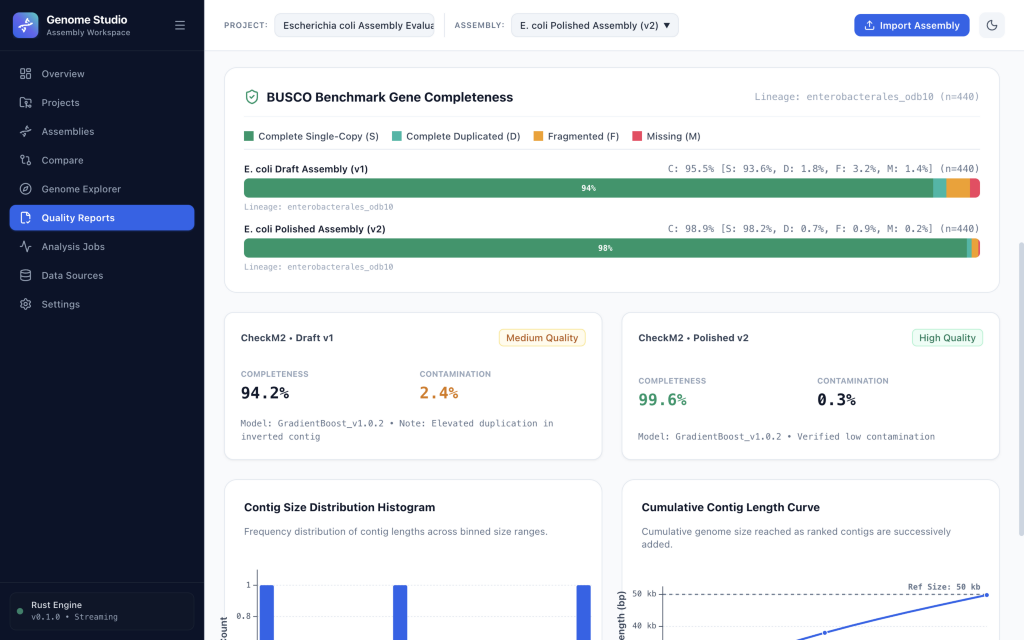 Genome Studio
Assembly Workspace
Overview
Projects
Assemblies
Compare
Genome Explorer
Quality Reports
Analysis Jobs
Data Sources
Settings
Rust Engine
v0.1.0 • Streaming
PROJECT: Escherichia coli Assembly Evalua ASSEMBLY: E. coli Polished Assembly (v2) ▼ Import Assembly
BUSCO Benchmark Gene Completeness Lineage: enterobacterales_odb10 (n=440)
Complete Single-Copy (S) Complete Duplicated (D) Fragmented (F) Missing (M)
E. coli Draft Assembly (v1) C: 95.5% [S: 93.6%, D: 1.8%, F: 3.2%, M: 1.4%] (n=440)
94%
Lineage: enterobacterales_odb10
E. coli Polished Assembly (v2) C: 98.9% [S: 98.2%, D: 0.7%, F: 0.9%, M: 0.2%] (n=440)
98%
Lineage: enterobacterales_odb10
CheckM2 • Draft v1 Medium Quality
COMPLETENESS CONTAMINATION
94.2% 2.4%
Model: GradientBoost_v1.0.2 • Note: Elevated duplication in
inverted contig
CheckM2 • Polished v2 High Quality
COMPLETENESS CONTAMINATION
99.6% 0.3%
Model: GradientBoost_v1.0.2 • Verified low contamination
Contig Size Distribution Histogram
Frequency distribution of contig lengths across binned size ranges.
1
0.8
ount
Cumulative Contig Length Curve
Cumulative genome size reached as ranked contigs are successively
added.
Ref Size: 50 kb
50 kb
40 kb
ength (bp)